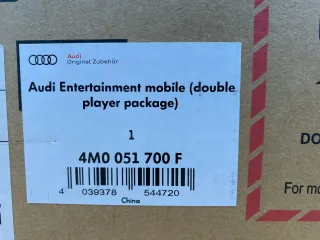 Audi
Original Zubehör
Audi Entertainment mobile (double
player package)
1
4M0 051 700 F
4 039378 544720
China
DO
For mo